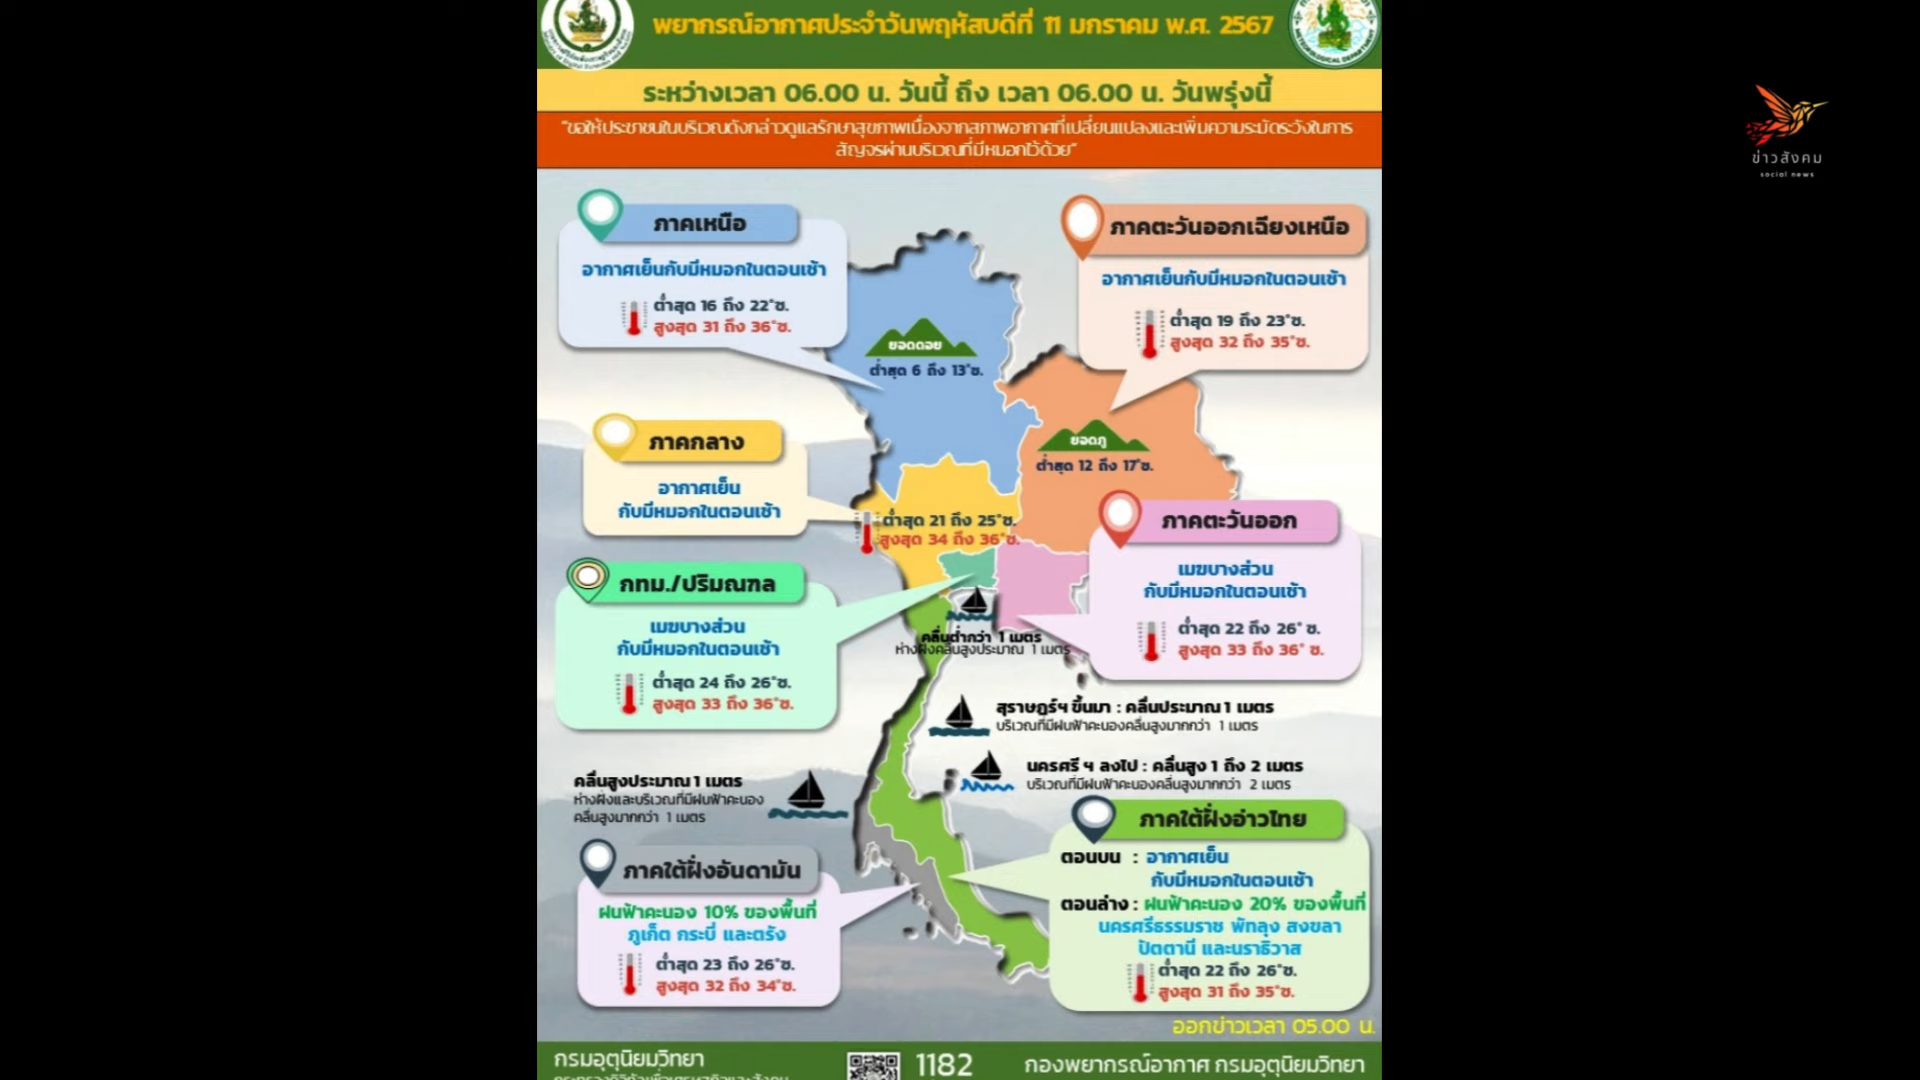 พยากรณ์อากาศประจำวันพฤหัสบดีที่ 11 มกราคม พ.ศ. 2567
ระหว่างเวลา 06.00 น. วันนี้ ถึง เวลา 06.00 น. วันพรุ่งนี้
"ขอให้ประชาชนในบริเวณดังกล่าวดูแลรักษาสุขภาพเนื่องจากสภาพอากาศที่เปลี่ยนแปลงและเพิ่มความระมัดระวังในการ
สัญจรผ่านบริเวณที่มีหมอกไว้ด้วย"
ข่าวสังคม
social news
ภาคเหนือ
อากาศเย็นกับมีหมอกในตอนเช้า
ต่ำสุด 16 ถึง 22°ซ.
สูงสุด 31 ถึง 36°ซ.
ยอดดอย
ต่ำสุด 6 ถึง 13°ซ.
ภาคตะวันออกเฉียงเหนือ
อากาศเย็นกับมีหมอกในตอนเช้า
ต่ำสุด 19 ถึง 23°ซ.
สูงสุด 32 ถึง 35°ซ.
ยอดภู
ต่ำสุด 12 ถึง 17°ซ.
ภาคกลาง
อากาศเย็น
กับมีหมอกในตอนเช้า
ต่ำสุด 21 ถึง 25°ซ.
สูงสุด 34 ถึง 36°ซ.
ภาคตะวันออก
เมฆบางส่วน
กับมีหมอกในตอนเช้า
ต่ำสุด 22 ถึง 26° ซ.
สูงสุด 33 ถึง 36° ซ.
กทม./ปริมณฑล
เมฆบางส่วน
กับมีหมอกในตอนเช้า
ต่ำสุด 24 ถึง 26°ซ.
สูงสุด 33 ถึง 36°ซ.
คลื่นต่ำกว่า 1 เมตร
ห่างฝั่งคลื่นสูงประมาณ 1 เมตร
สุราษฎร์ฯ ขึ้นมา : คลื่นประมาณ 1 เมตร
บริเวณที่มีฝนฟ้าคะนองคลื่นสูงมากกว่า 1 เมตร
นครศรี ฯ ลงไป : คลื่นสูง 1 ถึง 2 เมตร
บริเวณที่มีฝนฟ้าคะนองคลื่นสูงมากกว่า 2 เมตร
คลื่นสูงประมาณ 1 เมตร
ห่างฝั่งและบริเวณที่มีฝนฟ้าคะนอง
คลื่นสูงมากกว่า 1 เมตร
ภาคใต้ฝั่งอันดามัน
ฝนฟ้าคะนอง 10% ของพื้นที่
ภูเก็ต กระบี่ และตรัง
ต่ำสุด 23 ถึง 26°ซ.
สูงสุด 32 ถึง 34°ซ.
ภาคใต้ฝั่งอ่าวไทย
ตอนบน : อากาศเย็น
กับมีหมอกในตอนเช้า
ตอนล่าง : ฝนฟ้าคะนอง 20% ของพื้นที่
นครศรีธรรมราช พัทลุง สงขลา
ปัตตานี และนราธิวาส
ต่ำสุด 22 ถึง 26°ซ.
สูงสุด 31 ถึง 35°ซ.
ออกข่าวเวลา 05.00 น.
กรมอุตุนิยมวิทยา
1182
กองพยากรณ์อากาศ กรมอุตุนิยมวิทยา